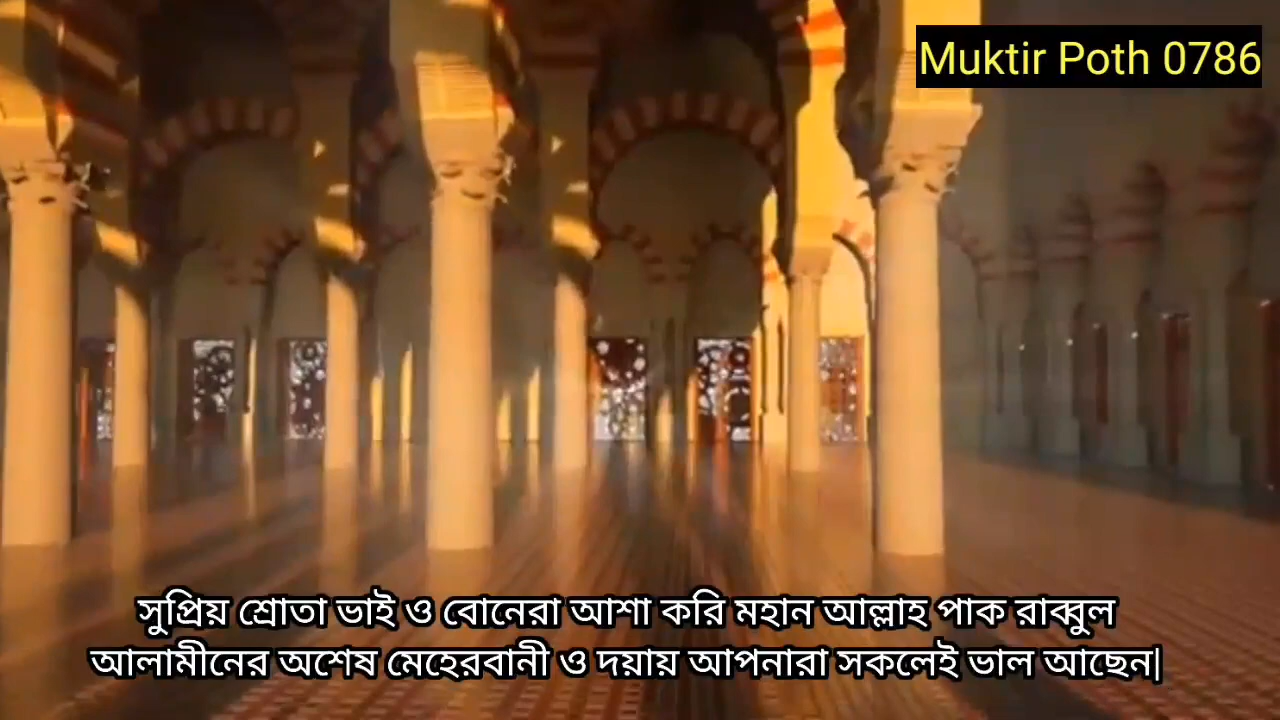 Muktir Poth 0786
সুপ্রিয় শ্রোতা ভাই ও বোনেরা আশা করি মহান আল্লাহ পাক রাব্বুল
আলামীনের অশেষ মেহেরবানী ও দয়ায় আপনারা সকলেই ভাল আছেন|